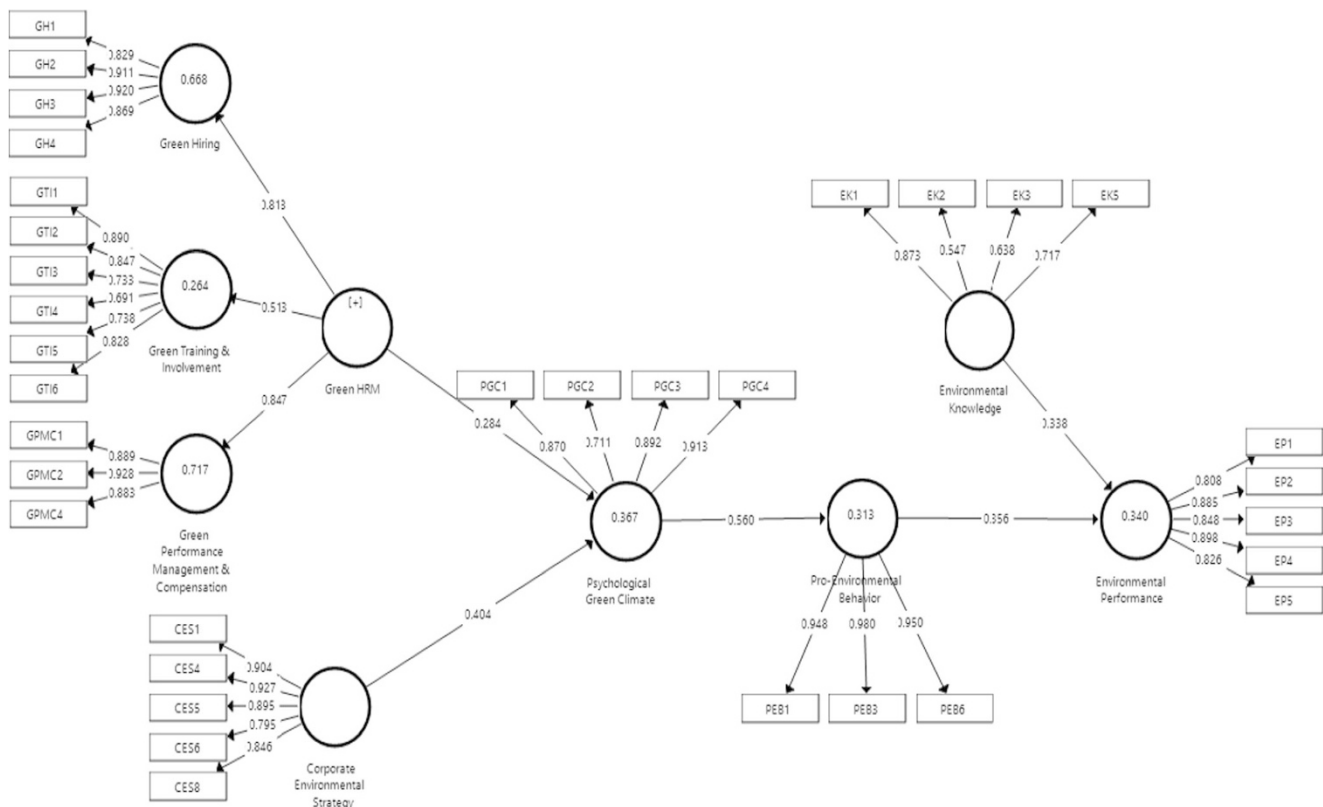 GH1
GH2
GH3
GH4
0.829
0.911
0.920
0.869
0.668
Green Hiring
GTI1
GTI2
GTI3
GTI4
GTI5
GTI6
0.890
0.847
0.733
0.691
0.738
0.828
0.264
Green Training &
Involvement
GPMC1
GPMC2
GPMC4
0.889
0.928
0.883
0.717
Green
Performance
Management &
Compensation
0.813
0.513
0.847
[+]
Green HRM
0.284
CES1
CES4
CES5
CES6
CES8
0.904
0.927
0.895
0.795
0.846
Corporate
Environmental
Strategy
0.404
PGC1
PGC2
PGC3
PGC4
0.870
0.711
0.892
0.913
0.367
Psychological
Green Climate
0.560
0.313
Pro-Environmental
Behavior
0.948
0.980
0.950
PEB1
PEB3
PEB6
0.356
EK1
EK2
EK3
EK5
0.873
0.547
0.638
0.717
Environmental
Knowledge
0.338
0.340
Environmental
Performance
0.808
0.885
0.848
0.898
0.826
EP1
EP2
EP3
EP4
EP5